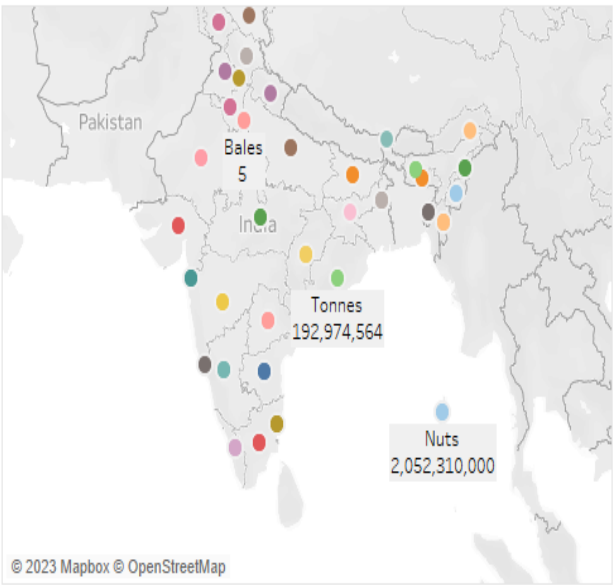 Pakistan
Bales
5
India
Tonnes
192,974,564
Nuts
2,052,310,000
© 2023 Mapbox © OpenStreetMap